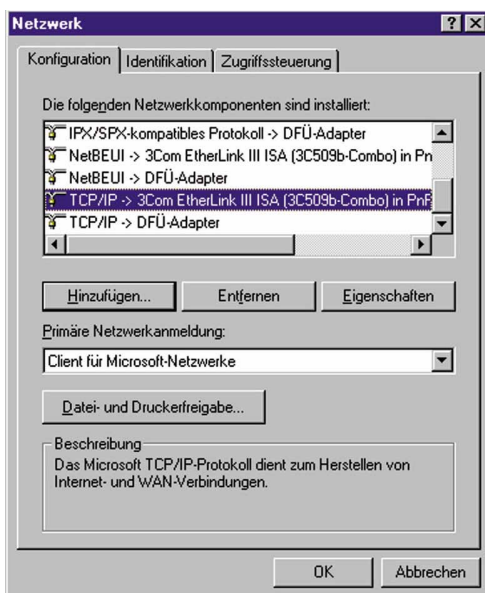 Netzwerk
Konfiguration
Identifikation
Zugriffssteuerung
Die folgenden Netzwerkkomponenten sind installiert:
IPX/SPX-kompatibles Protokoll -> DFÜ-Adapter
NetBEUI -> 3Com EtherLink III ISA (3C509b-Combo) in Pn
NetBEUI -> DFÜ-Adapter
TCP/IP -> 3Com EtherLink III ISA (3C509b-Combo) in PnP
TCP/IP -> DFÜ-Adapter
Hinzufügen...
Entfernen
Eigenschaften
Primäre Netzwerkanmeldung:
Client für Microsoft-Netzwerke
Datei- und Druckerfreigabe...
Beschreibung
Das Microsoft TCP/IP-Protokoll dient zum Herstellen von
Internet- und WAN-Verbindungen.
OK
Abbrechen